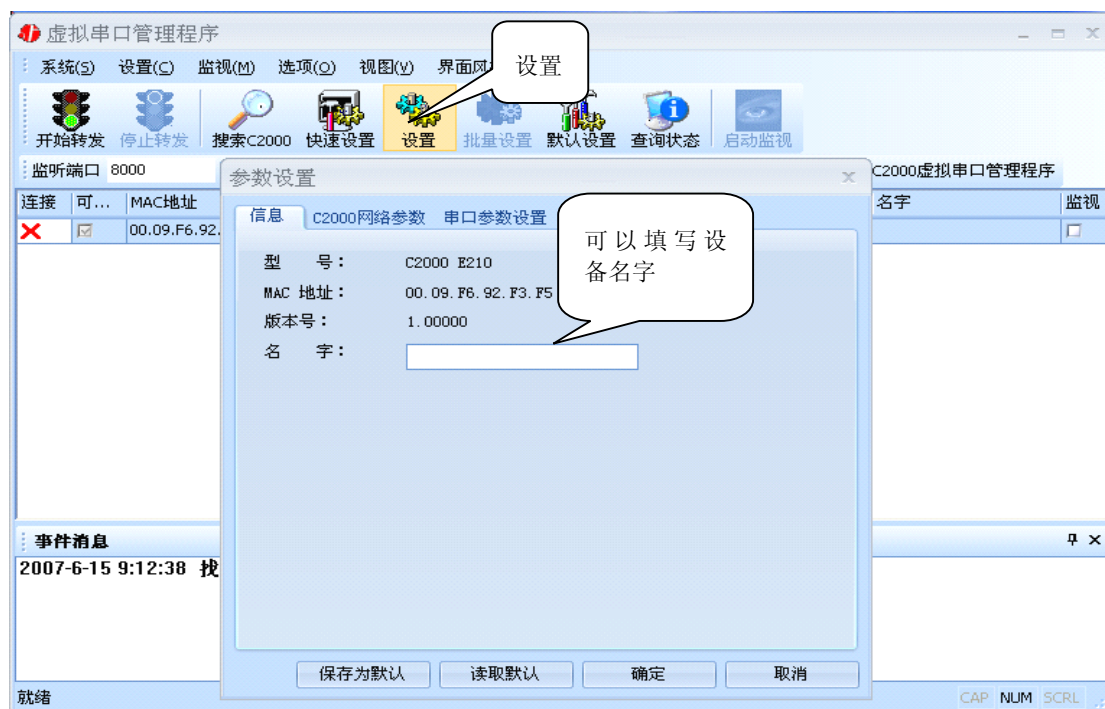 虚拟串口管理程序
系统(S) 设置(C) 监视(M) 选项(O) 视图(V) 界面风
设置
开始转发 停止转发 搜索C2000 快速设置 设置 批量设置 默认设置 查询状态 启动监视
监听端口 8000 C2000虚拟串口管理程序
连接 可... MAC地址 名字 监视
00.09.F6.92.
参数设置
信息 C2000网络参数 串口参数设置
可以填写设
备名字
型 号: C2000 E210
MAC 地址: 00.09.F6.92.F3.F5
版本号: 1.00000
名 字:
事件消息
2007-6-15 9:12:38 找
保存为默认 读取默认 确定 取消
就绪 CAP NUM SCRL